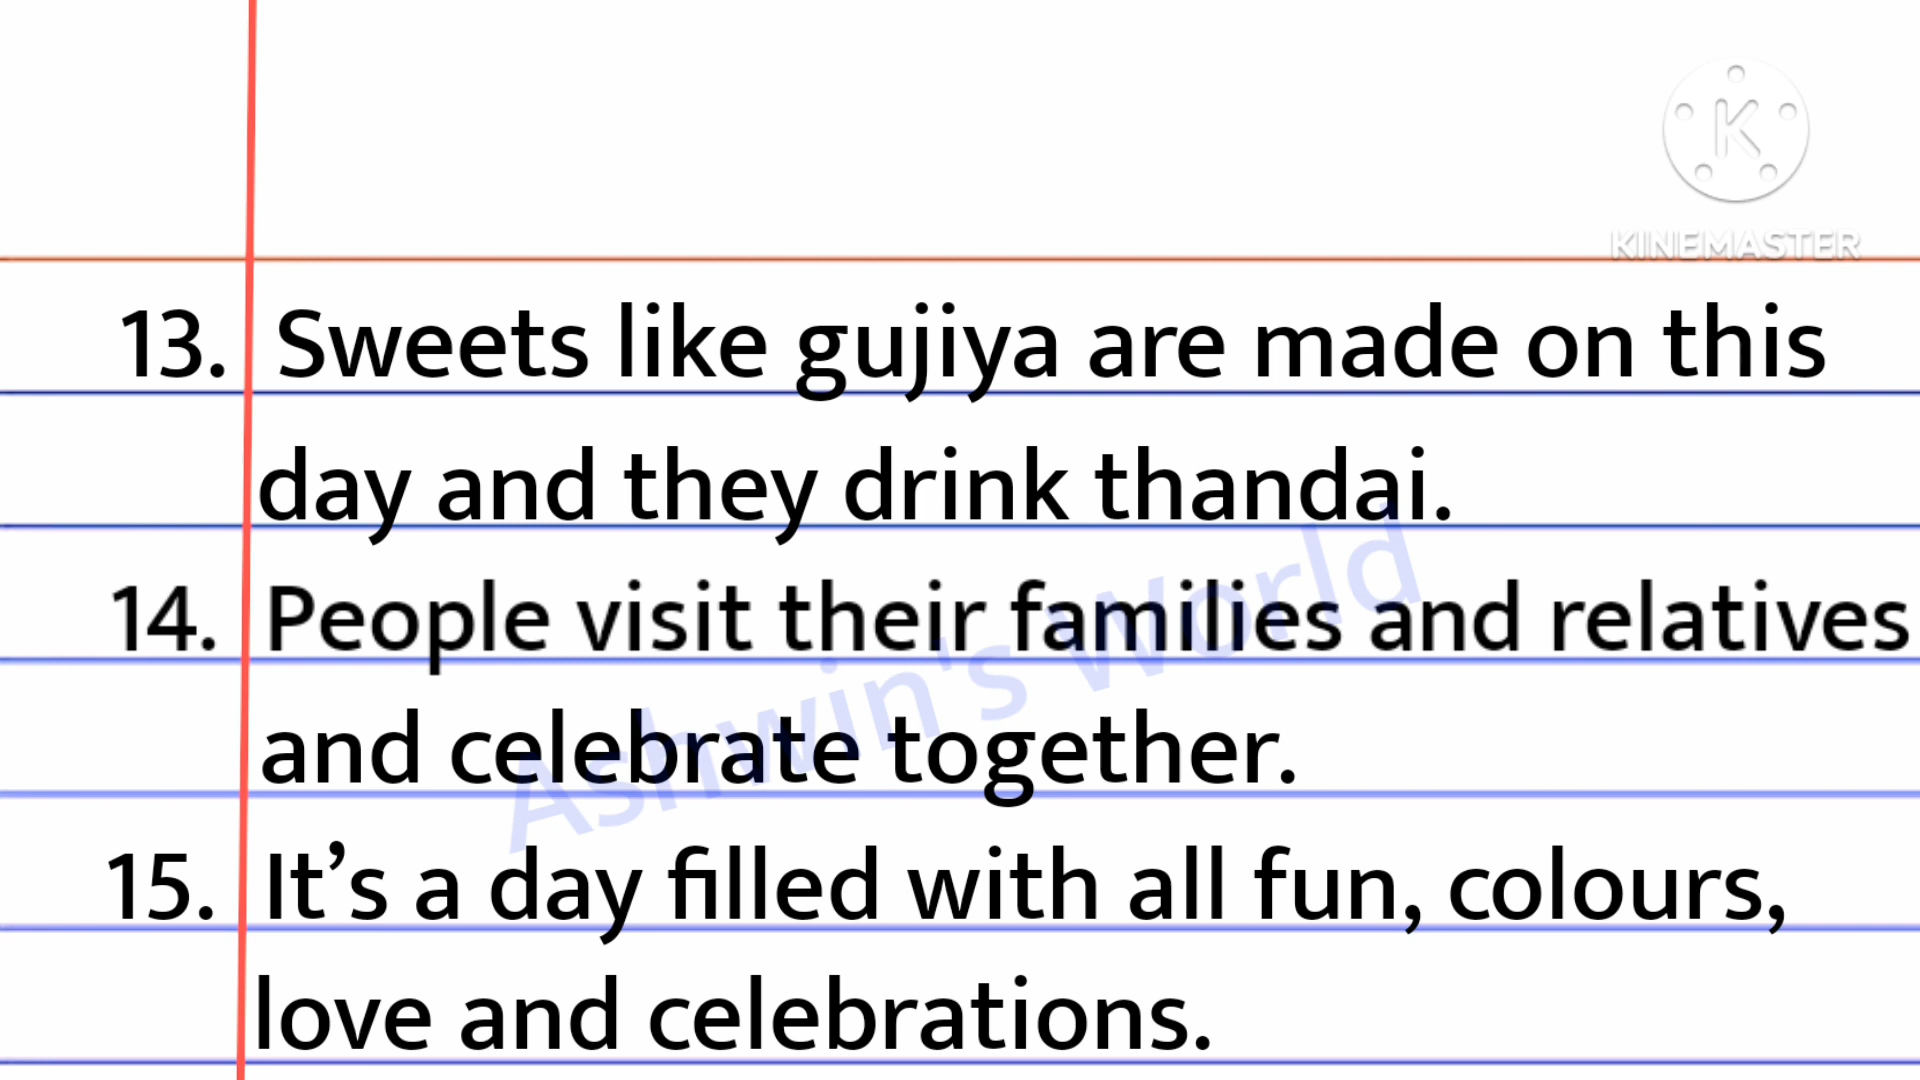 KINEMASTER
13. Sweets like gujiya are made on this
day and they drink thandai.
14. People visit their families and relatives
and celebrate together.
15. It’s a day filled with all fun, colours,
love and celebrations.
Ashwin's World